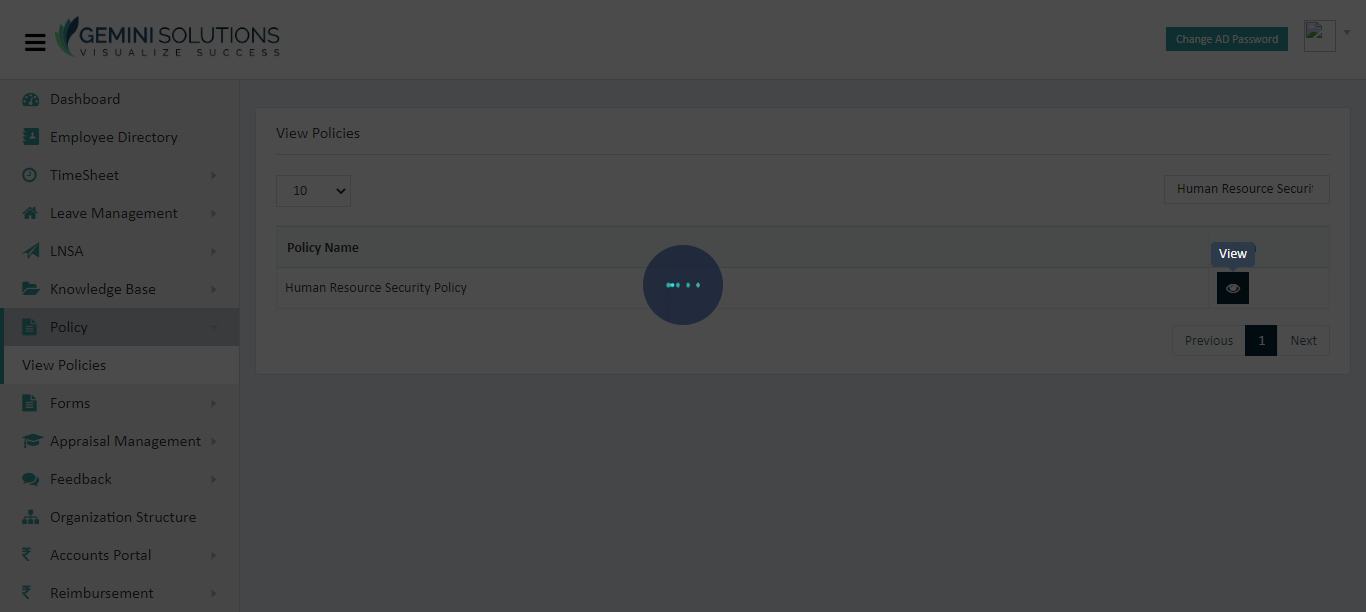 GEMINI SOLUTIONS
VISUALIZE SUCCESS
Change AD Password
Dashboard
Employee Directory
TimeSheet
Leave Management
LNSA
Knowledge Base
Policy
View Policies
Forms
Appraisal Management
Feedback
Organization Structure
Accounts Portal
Reimbursement
View Policies
10
Human Resource Securit
Policy Name
View
Human Resource Security Policy
Previous 1 Next